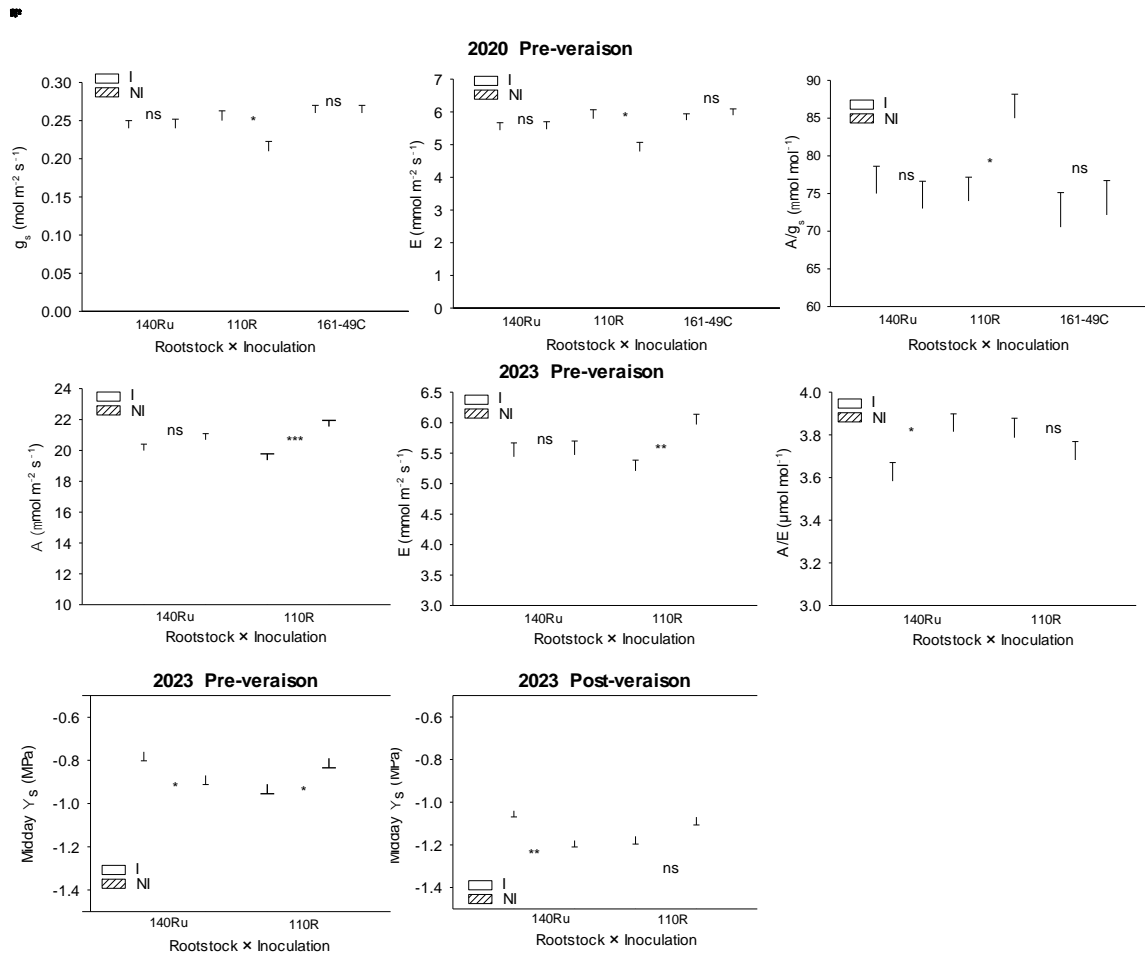 2020 Pre-veraison
I
NI
0.30
0.25
0.20
0.15
0.10
0.05
0.00
gs (mol m-2 s-1)
ns
*
ns
140Ru 110R 161-49C
Rootstock × Inoculation
I
NI
7
6
5
4
3
2
1
0
E (mmol m-2 s-1)
ns
*
ns
140Ru 110R 161-49C
Rootstock × Inoculation
I
NI
90
85
80
75
70
65
60
A/gs (mmol mol-1)
ns
*
ns
140Ru 110R 161-49C
Rootstock × Inoculation
2023 Pre-veraison
I
NI
24
22
20
18
16
14
12
10
A (mmol m-2 s-1)
ns
***
140Ru 110R
Rootstock × Inoculation
I
NI
6.5
6.0
5.5
5.0
4.5
4.0
3.5
3.0
E (mmol m-2 s-1)
ns
**
140Ru 110R
Rootstock × Inoculation
I
NI
4.0
3.8
3.6
3.4
3.2
3.0
A/E (µmol mol-1)
*
ns
140Ru 110R
Rootstock × Inoculation
2023 Pre-veraison
-0.6
-0.8
-1.0
-1.2
-1.4
Midday Ys (MPa)
*
*
I
NI
140Ru 110R
Rootstock × Inoculation
2023 Post-veraison
-0.6
-0.8
-1.0
-1.2
-1.4
Midday Ys (MPa)
**
ns
I
NI
140Ru 110R
Rootstock × Inoculation